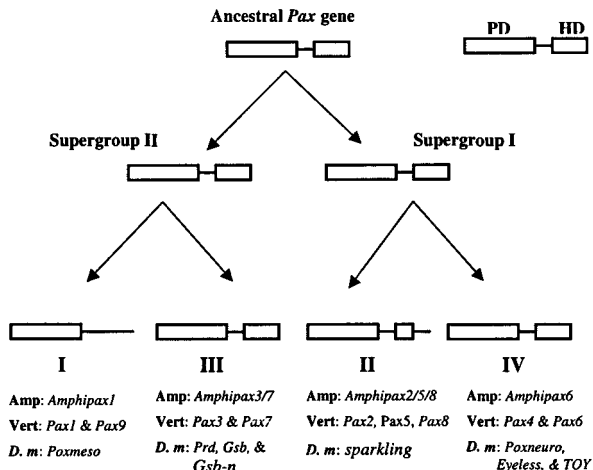 Ancestral Pax gene
PD HD
Supergroup II
Supergroup I
I
III
II
IV
Amp: Amphipax1
Vert: Pax1 & Pax9
D. m: Poxmeso
Amp: Amphipax3/7
Vert: Pax3 & Pax7
D. m: Prd, Gsb, &
Gsb-n
Amp: Amphipax2/5/8
Vert: Pax2, Pax5, Pax8
D. m: sparkling
Amp: Amphipax6
Vert: Pax4 & Pax6
D. m: Poxneuro,
Eyeless, & TOY